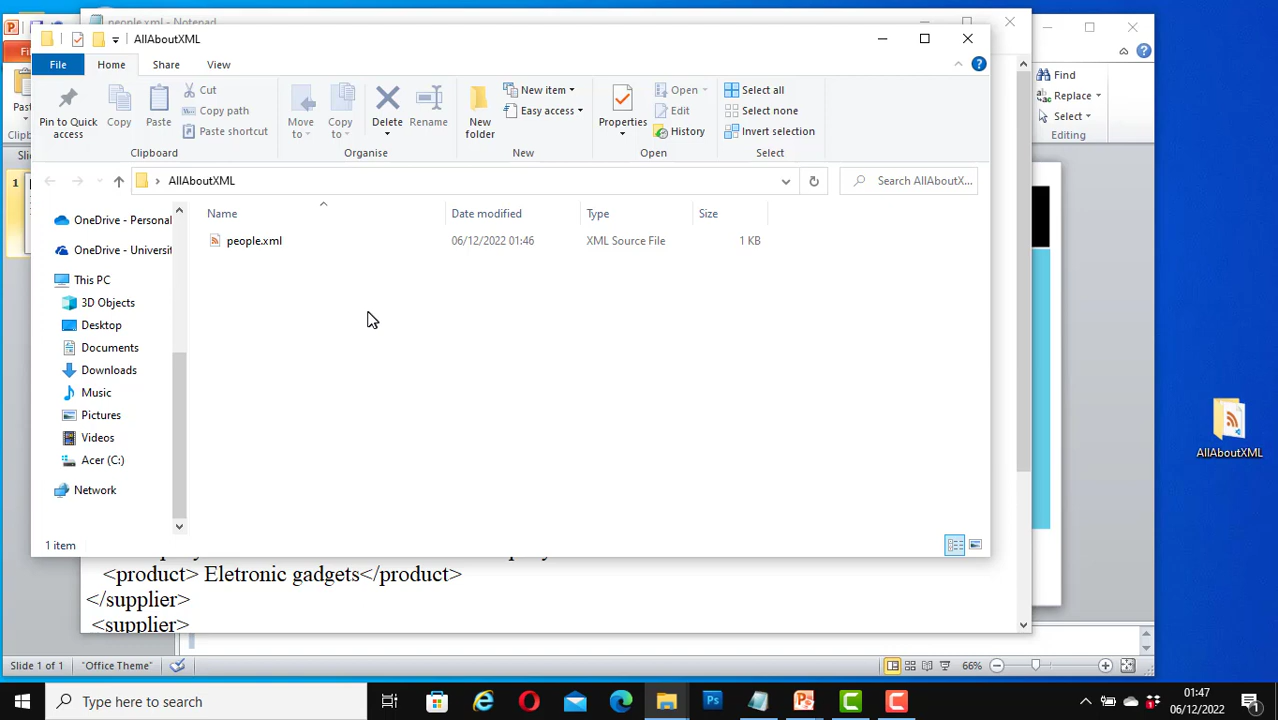 people.xml - Notepad
AllAboutXML
File Home Share View
Pin to Quick access
Copy
Paste
Cut
Copy path
Paste shortcut
Clipboard
Move to
Copy to
Delete
Rename
Organise
New folder
New item
Easy access
New
Properties
Open
Edit
History
Open
Select all
Select none
Invert selection
Select
Find
Replace
Select
Editing
AllAboutXML
Search AllAboutX...
Name Date modified Type Size
people.xml 06/12/2022 01:46 XML Source File 1 KB
OneDrive - Personal
OneDrive - Universit
This PC
3D Objects
Desktop
Documents
Downloads
Music
Pictures
Videos
Acer (C:)
Network
1 item
1
AllAboutXML
<product> Eletronic gadgets</product>
</supplier>
<supplier>
Slide 1 of 1 "Office Theme" 66%
Type here to search
01:47
06/12/2022